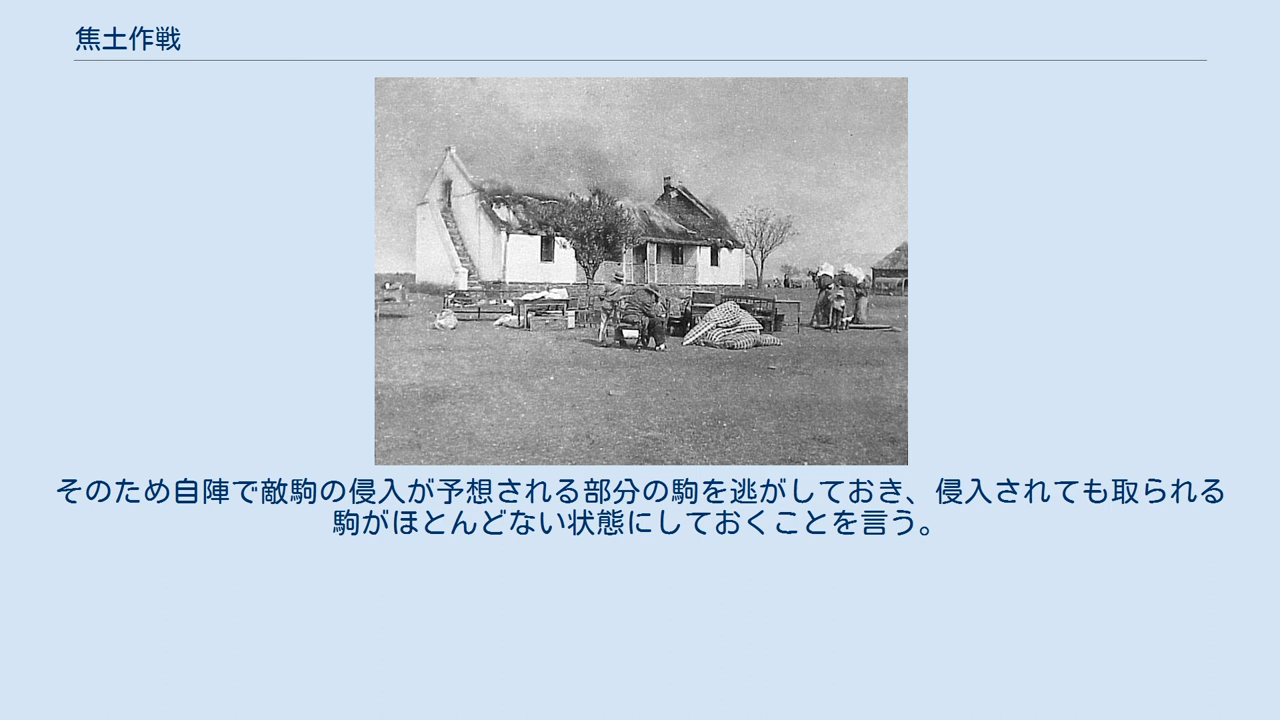 焦土作戦
そのため自陣で敵駒の侵入が予想される部分の駒を逃がしておき、侵入されても取られる
駒がほとんどない状態にしておくことを言う。